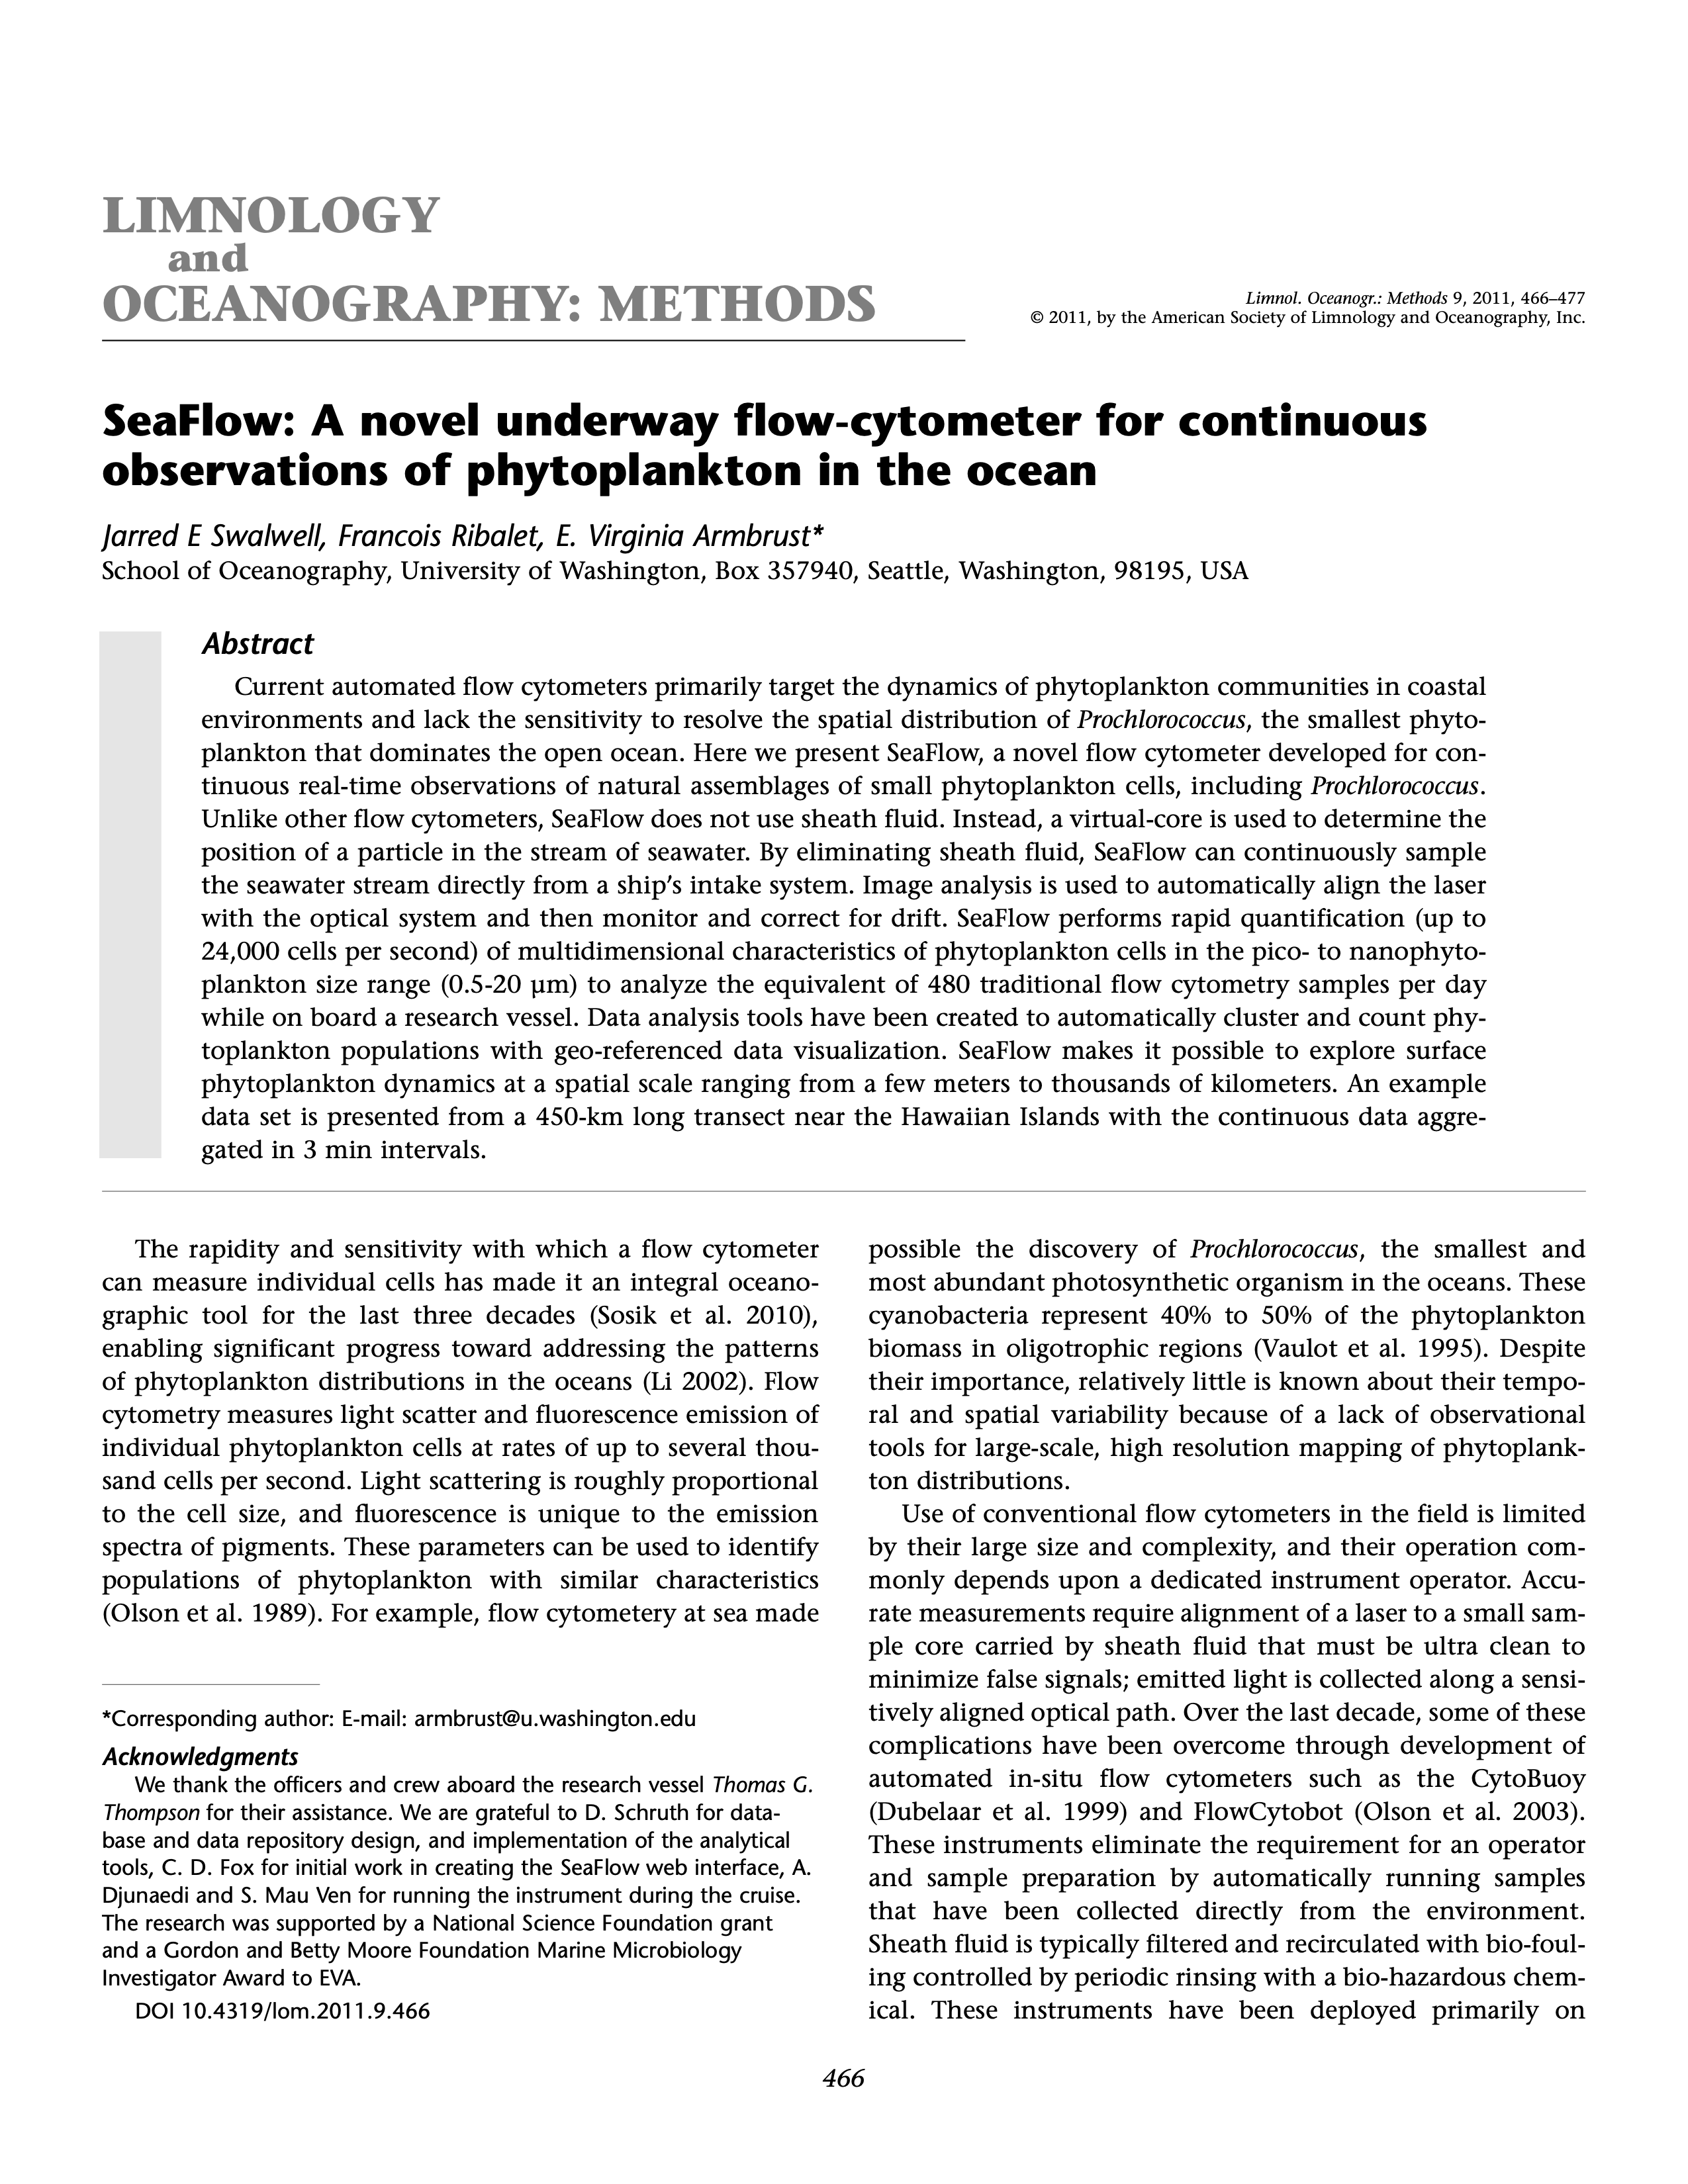 LIMNOLOGY
and
OCEANOGRAPHY: METHODS
Limnol. Oceanogr.: Methods 9, 2011, 466–477
© 2011, by the American Society of Limnology and Oceanography, Inc.
SeaFlow: A novel underway flow-cytometer for continuous
observations of phytoplankton in the ocean
Jarred E Swalwell, Francois Ribalet, E. Virginia Armbrust*
School of Oceanography, University of Washington, Box 357940, Seattle, Washington, 98195, USA
Abstract
Current automated flow cytometers primarily target the dynamics of phytoplankton communities in coastal
environments and lack the sensitivity to resolve the spatial distribution of Prochlorococcus, the smallest phyto-
plankton that dominates the open ocean. Here we present SeaFlow, a novel flow cytometer developed for con-
tinuous real-time observations of natural assemblages of small phytoplankton cells, including Prochlorococcus.
Unlike other flow cytometers, SeaFlow does not use sheath fluid. Instead, a virtual-core is used to determine the
position of a particle in the stream of seawater. By eliminating sheath fluid, SeaFlow can continuously sample
the seawater stream directly from a ship's intake system. Image analysis is used to automatically align the laser
with the optical system and then monitor and correct for drift. SeaFlow performs rapid quantification (up to
24,000 cells per second) of multidimensional characteristics of phytoplankton cells in the pico- to nanophyto-
plankton size range (0.5-20 µm) to analyze the equivalent of 480 traditional flow cytometry samples per day
while on board a research vessel. Data analysis tools have been created to automatically cluster and count phy-
toplankton populations with geo-referenced data visualization. SeaFlow makes it possible to explore surface
phytoplankton dynamics at a spatial scale ranging from a few meters to thousands of kilometers. An example
data set is presented from a 450-km long transect near the Hawaiian Islands with the continuous data aggre-
gated in 3 min intervals.
The rapidity and sensitivity with which a flow cytometer
can measure individual cells has made it an integral oceano-
graphic tool for the last three decades (Sosik et al. 2010),
enabling significant progress toward addressing the patterns
of phytoplankton distributions in the oceans (Li 2002). Flow
cytometry measures light scatter and fluorescence emission of
individual phytoplankton cells at rates of up to several thou-
sand cells per second. Light scattering is roughly proportional
to the cell size, and fluorescence is unique to the emission
spectra of pigments. These parameters can be used to identify
populations of phytoplankton with similar characteristics
(Olson et al. 1989). For example, flow cytometery at sea made
*Corresponding author: E-mail: armbrust@u.washington.edu
Acknowledgments
We thank the officers and crew aboard the research vessel Thomas G.
Thompson for their assistance. We are grateful to D. Schruth for data-
base and data repository design, and implementation of the analytical
tools, C. D. Fox for initial work in creating the SeaFlow web interface, A.
Djunaedi and S. Mau Ven for running the instrument during the cruise.
The research was supported by a National Science Foundation grant
and a Gordon and Betty Moore Foundation Marine Microbiology
Investigator Award to EVA.
DOI 10.4319/lom.2011.9.466
possible the discovery of Prochlorococcus, the smallest and
most abundant photosynthetic organism in the oceans. These
cyanobacteria represent 40% to 50% of the phytoplankton
biomass in oligotrophic regions (Vaulot et al. 1995). Despite
their importance, relatively little is known about their tempo-
ral and spatial variability because of a lack of observational
tools for large-scale, high resolution mapping of phytoplank-
ton distributions.
Use of conventional flow cytometers in the field is limited
by their large size and complexity, and their operation com-
monly depends upon a dedicated instrument operator. Accu-
rate measurements require alignment of a laser to a small sam-
ple core carried by sheath fluid that must be ultra clean to
minimize false signals; emitted light is collected along a sensi-
tively aligned optical path. Over the last decade, some of these
complications have been overcome through development of
automated in-situ flow cytometers such as the CytoBuoy
(Dubelaar et al. 1999) and FlowCytobot (Olson et al. 2003).
These instruments eliminate the requirement for an operator
and sample preparation by automatically running samples
that have been collected directly from the environment.
Sheath fluid is typically filtered and recirculated with bio-foul-
ing controlled by periodic rinsing with a bio-hazardous chem-
ical. These instruments have been deployed primarily on
466